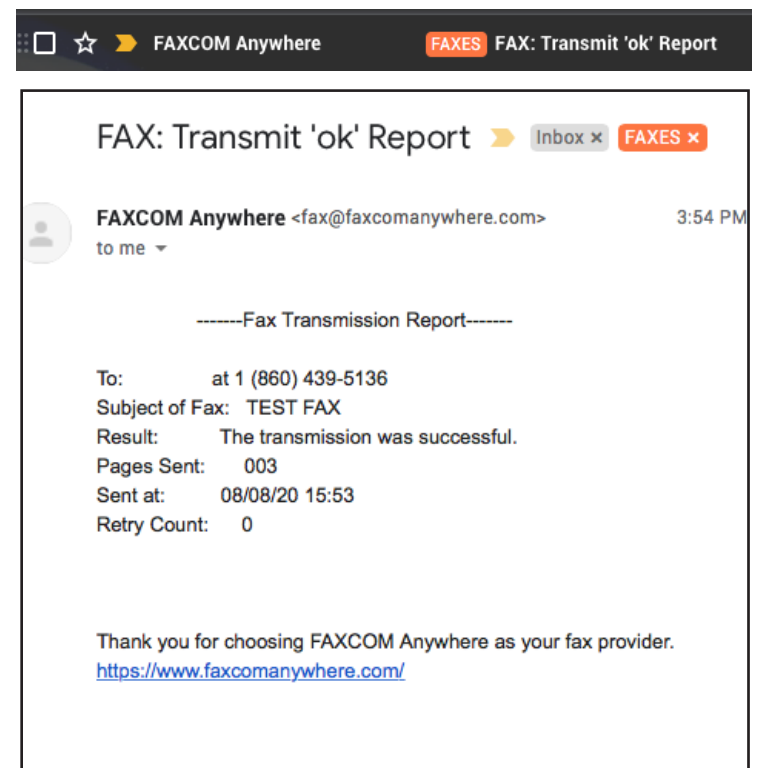 FAXCOM Anywhere FAXES FAX: Transmit 'ok' Report
FAX: Transmit 'ok' Report Inbox x FAXES x
FAXCOM Anywhere <fax@faxcomanywhere.com> 3:54 PM
to me
-------Fax Transmission Report-------
To: at 1 (860) 439-5136
Subject of Fax: TEST FAX
Result: The transmission was successful.
Pages Sent: 003
Sent at: 08/08/20 15:53
Retry Count: 0
Thank you for choosing FAXCOM Anywhere as your fax provider.
https://www.faxcomanywhere.com/